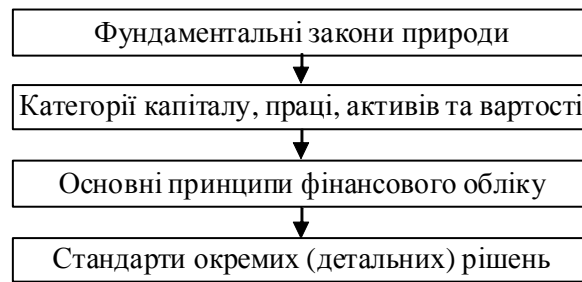 Фундаментальні закони природи
Категорії капіталу, праці, активів та вартості
Основні принципи фінансового обліку
Стандарти окремих (детальних) рішень